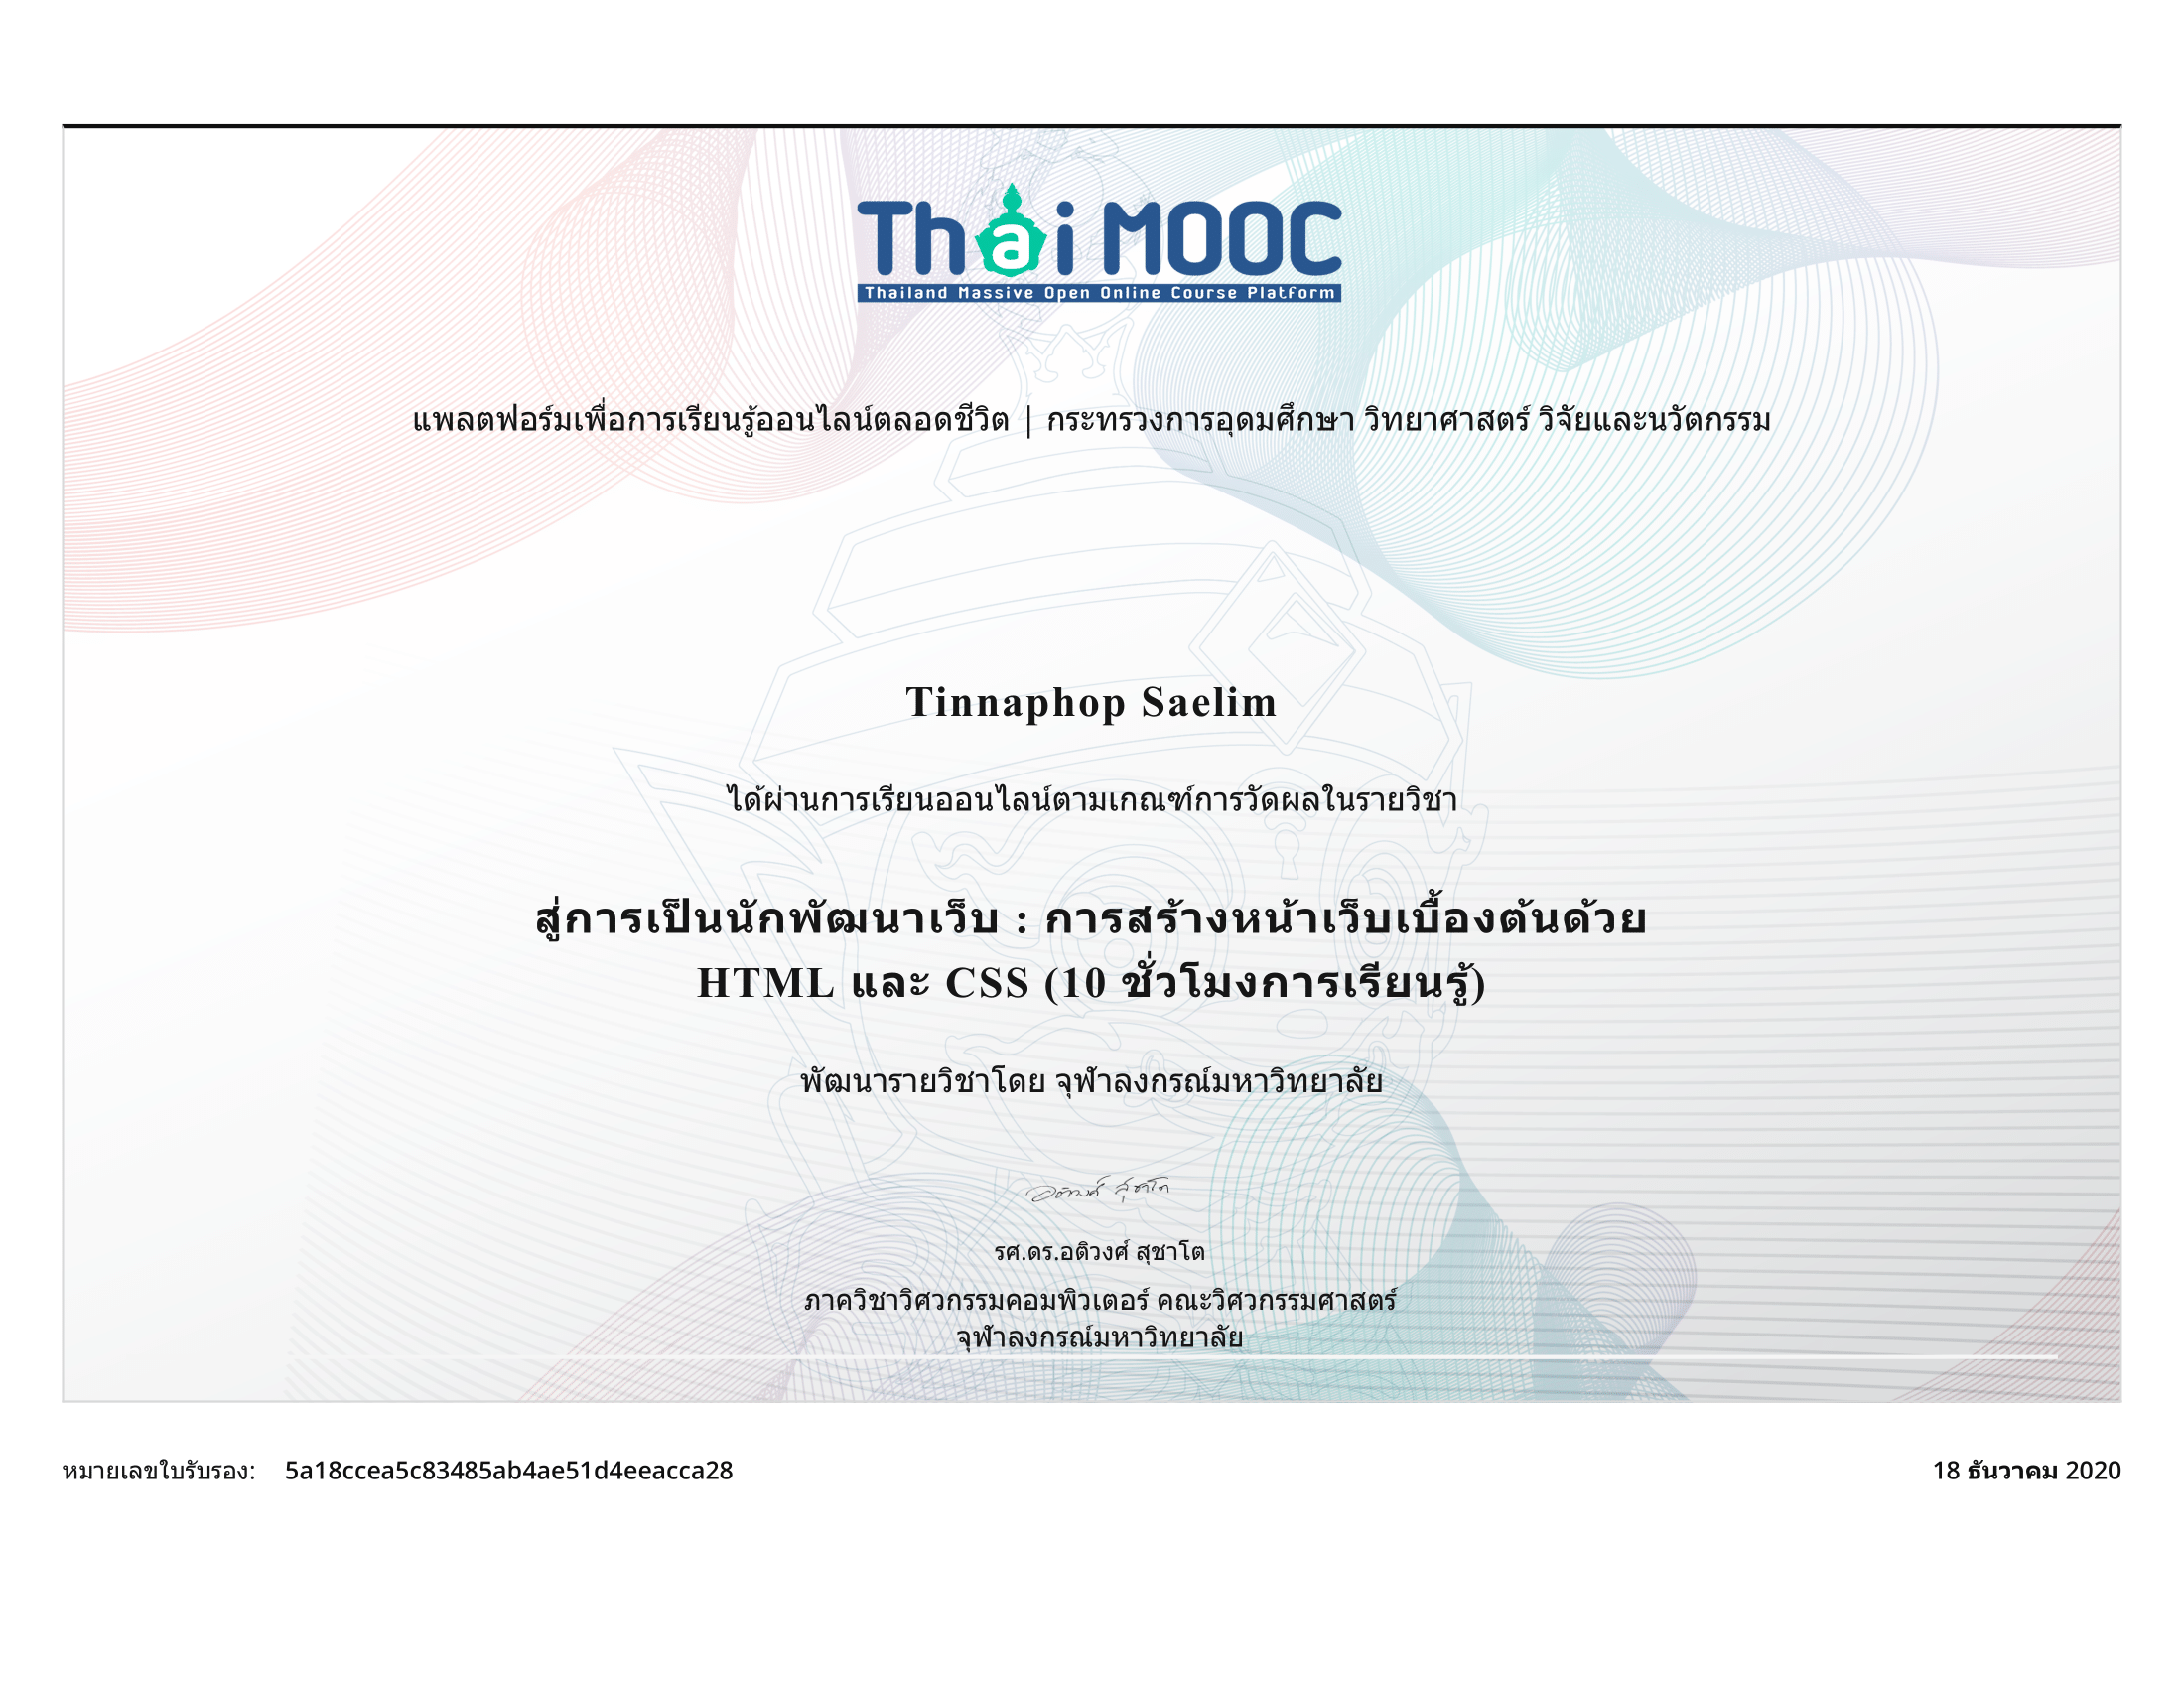 Thai MOOC
Thailand Massive Open Online Course Platform
แพลตฟอร์มเพื่อการเรียนรู้ออนไลน์ตลอดชีวิต | กระทรวงการอุดมศึกษา วิทยาศาสตร์ วิจัยและนวัตกรรม
Tinnaphop Saelim
ได้ผ่านการเรียนออนไลน์ตามเกณฑ์การวัดผลในรายวิชา
สู่การเป็นนักพัฒนาเว็บ : การสร้างหน้าเว็บเบื้องต้นด้วย
HTML และ CSS (10 ชั่วโมงการเรียนรู้)
พัฒนารายวิชาโดย จุฬาลงกรณ์มหาวิทยาลัย
อติวงศ์ สุชาโต
รศ.ดร.อติวงศ์ สุชาโต
ภาควิชาวิศวกรรมคอมพิวเตอร์ คณะวิศวกรรมศาสตร์
จุฬาลงกรณ์มหาวิทยาลัย
หมายเลขใบรับรอง: 5a18ccea5c83485ab4ae51d4eeacca28
18 ธันวาคม 2020